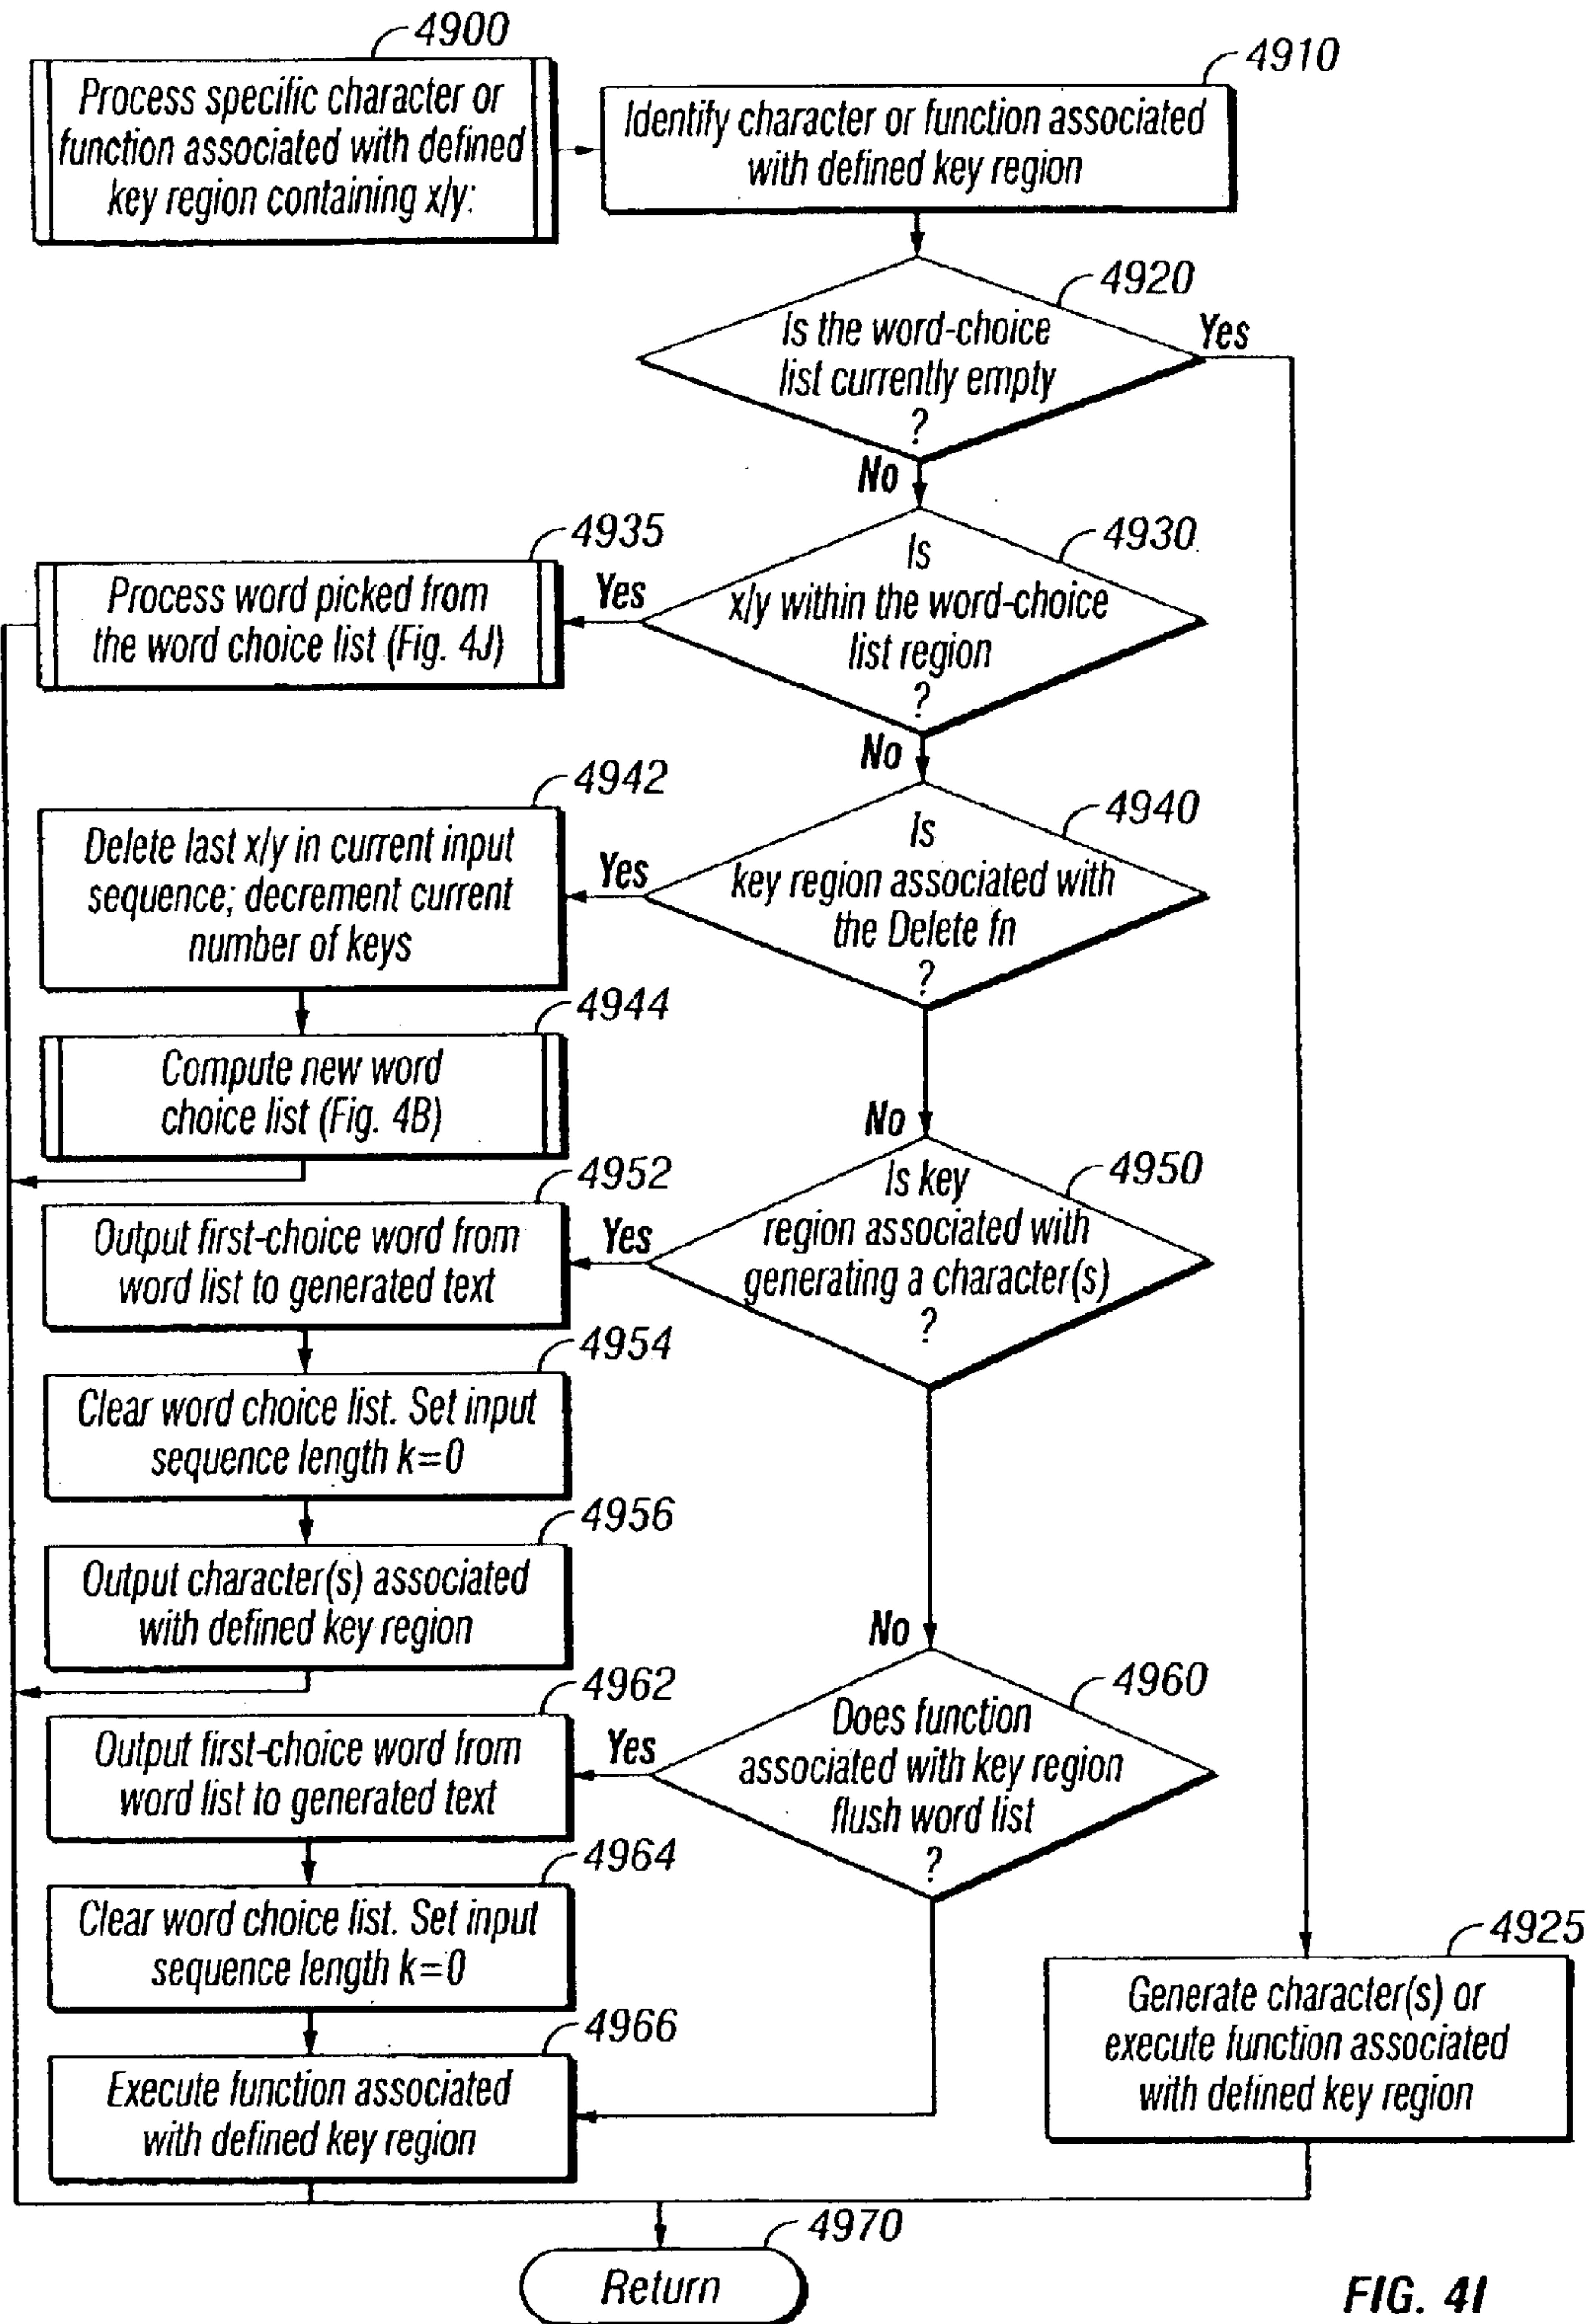 4900
Process specific character or
function associated with defined
key region containing x/y:
4910
Identify character or function associated
with defined key region
4920
Is the word-choice
list currently empty
?
Yes
No
4930
Is
x/y within the word-choice
list region
?
Yes
4935
Process word picked from
the word choice list (Fig. 4J)
No
4940
Is
key region associated with
the Delete fn
?
Yes
4942
Delete last x/y in current input
sequence; decrement current
number of keys
4944
Compute new word
choice list (Fig. 4B)
No
4950
Is key
region associated with
generating a character(s)
?
Yes
4952
Output first-choice word from
word list to generated text
4954
Clear word choice list. Set input
sequence length k=0
4956
Output character(s) associated
with defined key region
No
4960
Does function
associated with key region
flush word list
?
Yes
4962
Output first-choice word from
word list to generated text
4964
Clear word choice list. Set input
sequence length k=0
4966
Execute function associated
with defined key region
4925
Generate character(s) or
execute function associated
with defined key region
4970
Return
FIG. 4I